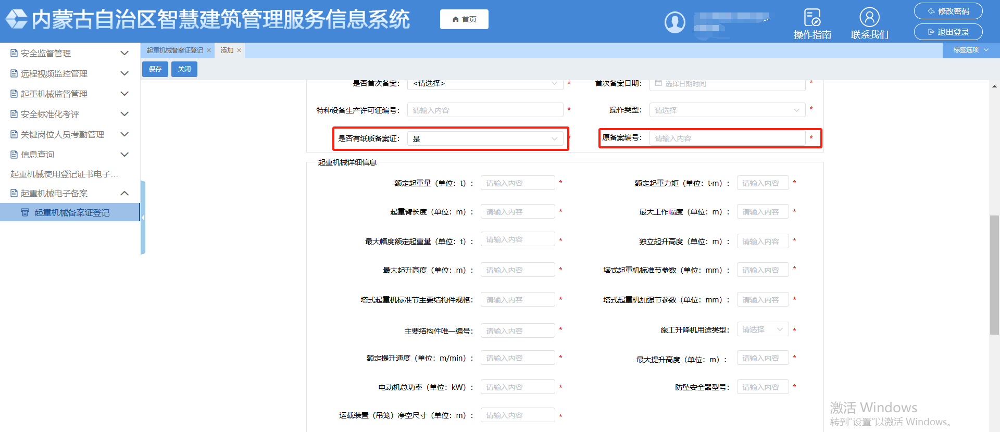 内蒙古自治区智慧建筑管理服务信息系统
首页
操作指南
联系我们
修改密码
退出登录
安全监督管理
远程视频监控管理
起重机械监督管理
安全标准化考评
关键岗位人员考勤管理
信息查询
起重机械使用登记证书电子...
起重机械电子备案
起重机械备案证登记
起重机械备案证登记 ×
添加 ×
标签选项
保存
关闭
是否首次备案： <请选择> *
首次备案日期： 选择日期时间 *
特种设备生产许可证编号： 请输入内容 *
操作类型： 请选择 *
是否有纸质备案证： 是 *
原备案编号： 请输入内容 *
起重机械详细信息
额定起重量（单位：t）： 请输入内容 *
额定起重力矩（单位：t·m）： 请输入内容 *
起重臂长度（单位：m）： 请输入内容 *
最大工作幅度（单位：m）： 请输入内容 *
最大幅度额定起重量（单位：t）： 请输入内容 *
独立起升高度（单位：m）： 请输入内容 *
最大起升高度（单位：m）： 请输入内容 *
塔式起重机标准节参数（单位：mm）： 请输入内容 *
塔式起重机标准节主要结构件规格： 请输入内容 *
塔式起重机加强节参数（单位：mm）： 请输入内容 *
主要结构件唯一编号： 请输入内容 *
施工升降机用途类型： 请选择 *
额定提升速度（单位：m/min）： 请输入内容 *
最大提升高度（单位：m）： 请输入内容 *
电动机总功率（单位：kW）： 请输入内容 *
防坠安全器型号： 请输入内容 *
运载装置（吊笼）净空尺寸（单位：m）： 请输入内容 *
激活 Windows
转到"设置"以激活 Windows。